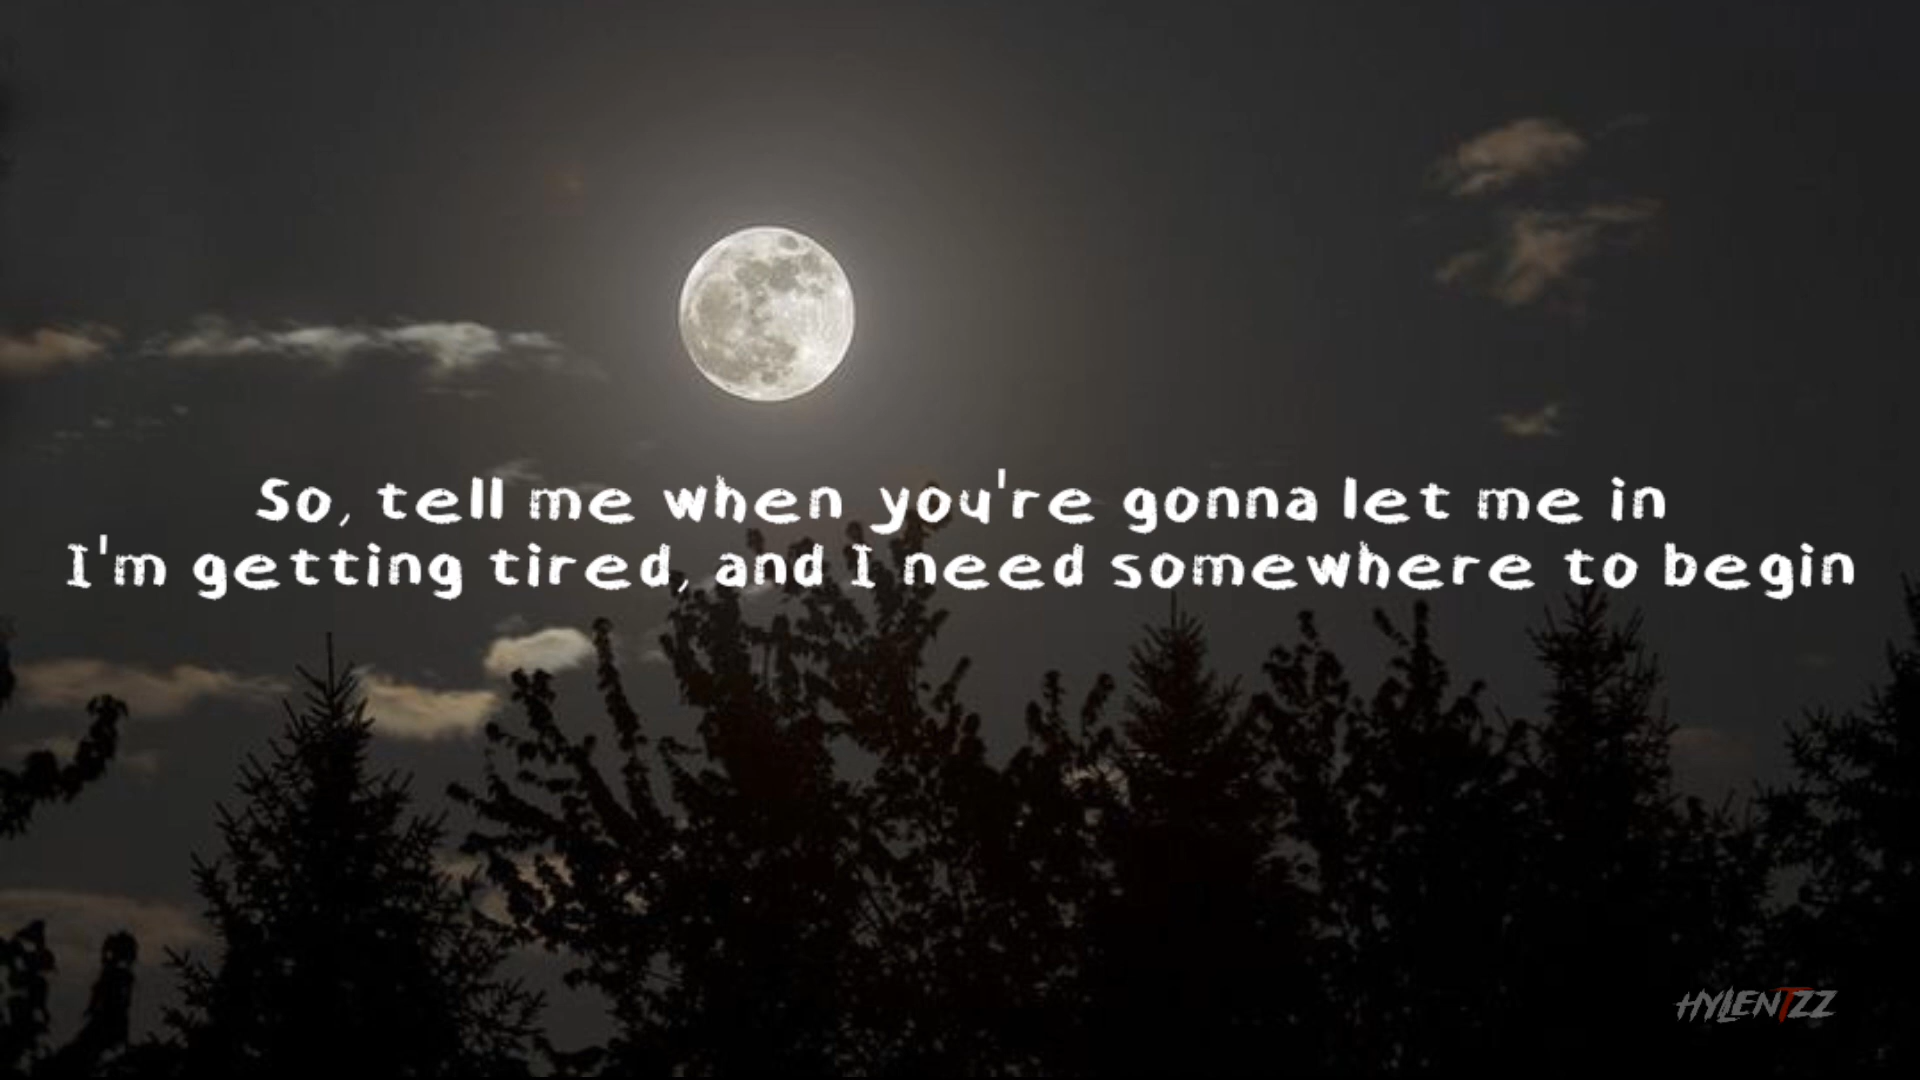 So, tell me when you're gonna let me in
I'm getting tired, and I need somewhere to begin
HYLENTZZ